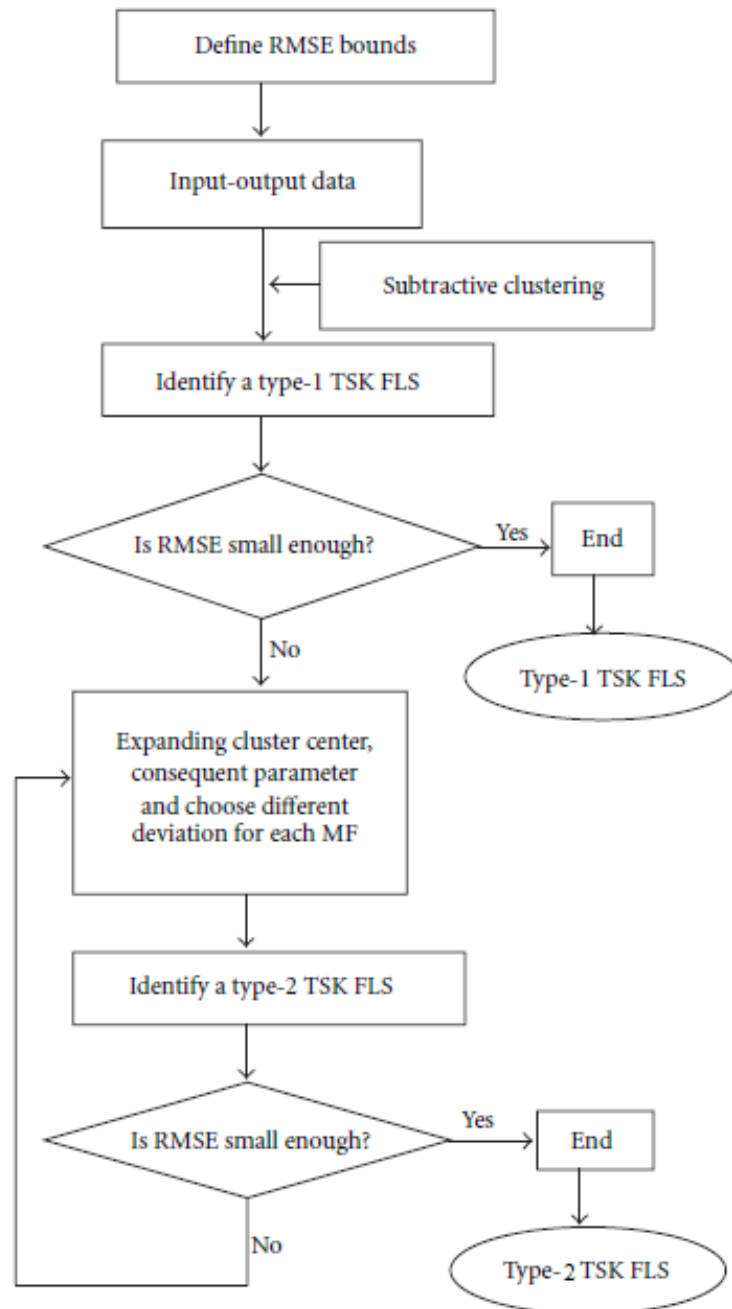 Define RMSE bounds
Input-output data
Subtractive clustering
Identify a type-1 TSK FLS
Is RMSE small enough?
Yes
End
No
Type-1 TSK FLS
Expanding cluster center,
consequent parameter
and choose different
deviation for each MF
Identify a type-2 TSK FLS
Is RMSE small enough?
Yes
End
No
Type-2 TSK FLS